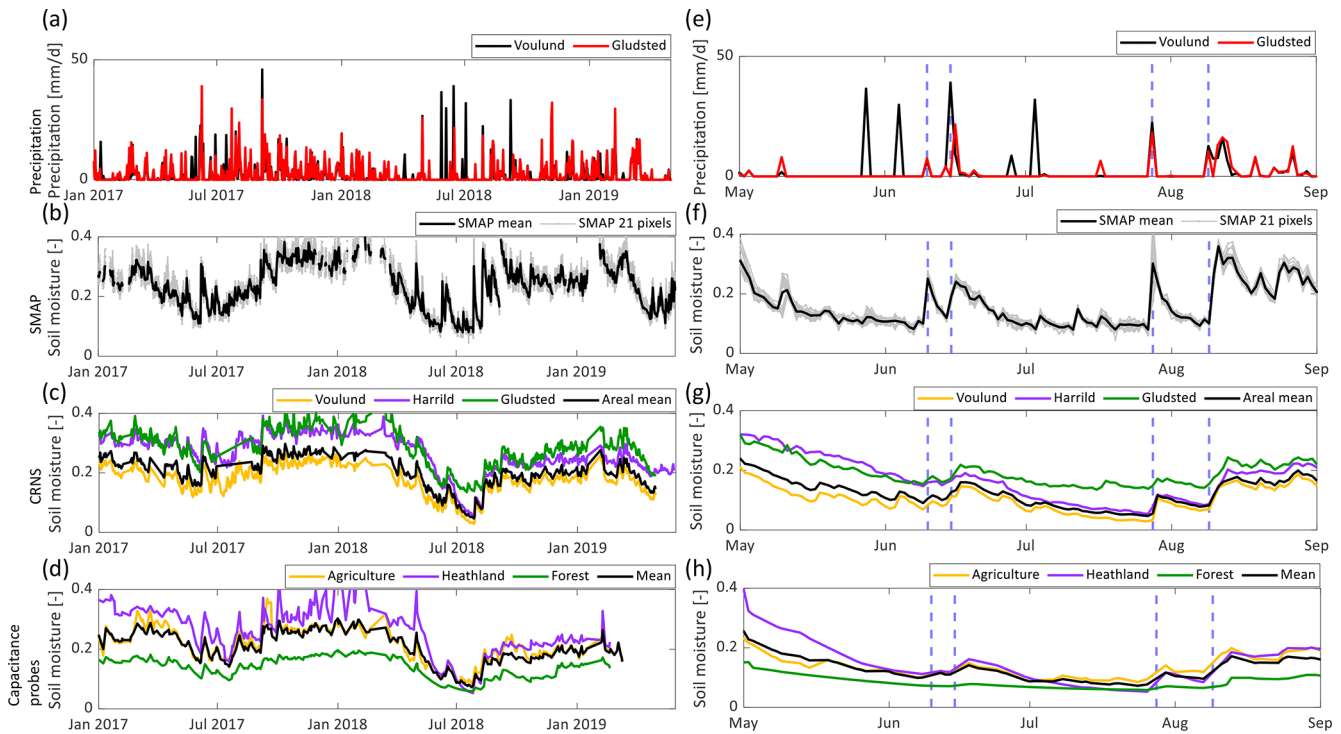 (a)
Voulund Gludsted
Precipitation
Precipitation [mm/d]
50
0
Jan 2017 Jul 2017 Jan 2018 Jul 2018 Jan 2019
(b)
SMAP mean SMAP 21 pixels
SMAP
Soil moisture [-]
0.4
0.2
0
Jan 2017 Jul 2017 Jan 2018 Jul 2018 Jan 2019
(c)
Voulund Harrild Gludsted Areal mean
CRNS
Soil moisture [-]
0.4
0.2
0
Jan 2017 Jul 2017 Jan 2018 Jul 2018 Jan 2019
(d)
Agriculture Heathland Forest Mean
Capacitance
probes
Soil moisture [-]
0.4
0.2
0
Jan 2017 Jul 2017 Jan 2018 Jul 2018 Jan 2019
(e)
Voulund Gludsted
Precipitation [mm/d]
50
0
May Jun Jul Aug Sep
(f)
SMAP mean SMAP 21 pixels
Soil moisture [-]
0.4
0.2
0
May Jun Jul Aug Sep
(g)
Voulund Harrild Gludsted Areal mean
Soil moisture [-]
0.4
0.2
0
May Jun Jul Aug Sep
(h)
Agriculture Heathland Forest Mean
Soil moisture [-]
0.4
0.2
0
May Jun Jul Aug Sep